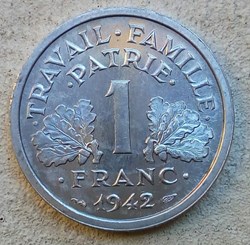 TRAVAIL · FAMILLE
· PATRIE ·
1
· FRANC ·
1942